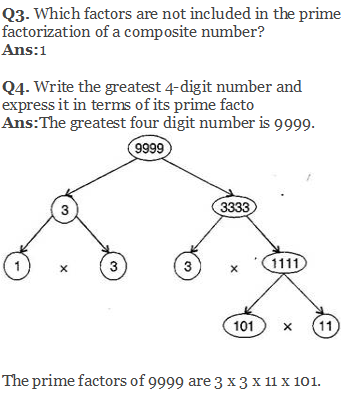 Q3. Which factors are not included in the prime
factorization of a composite number?
Ans:1
Q4. Write the greatest 4-digit number and
express it in terms of its prime facto
Ans:The greatest four digit number is 9999.
9999
3 3333
1 x 3 3 x 1111
101 x 11
The prime factors of 9999 are 3 x 3 x 11 x 101.